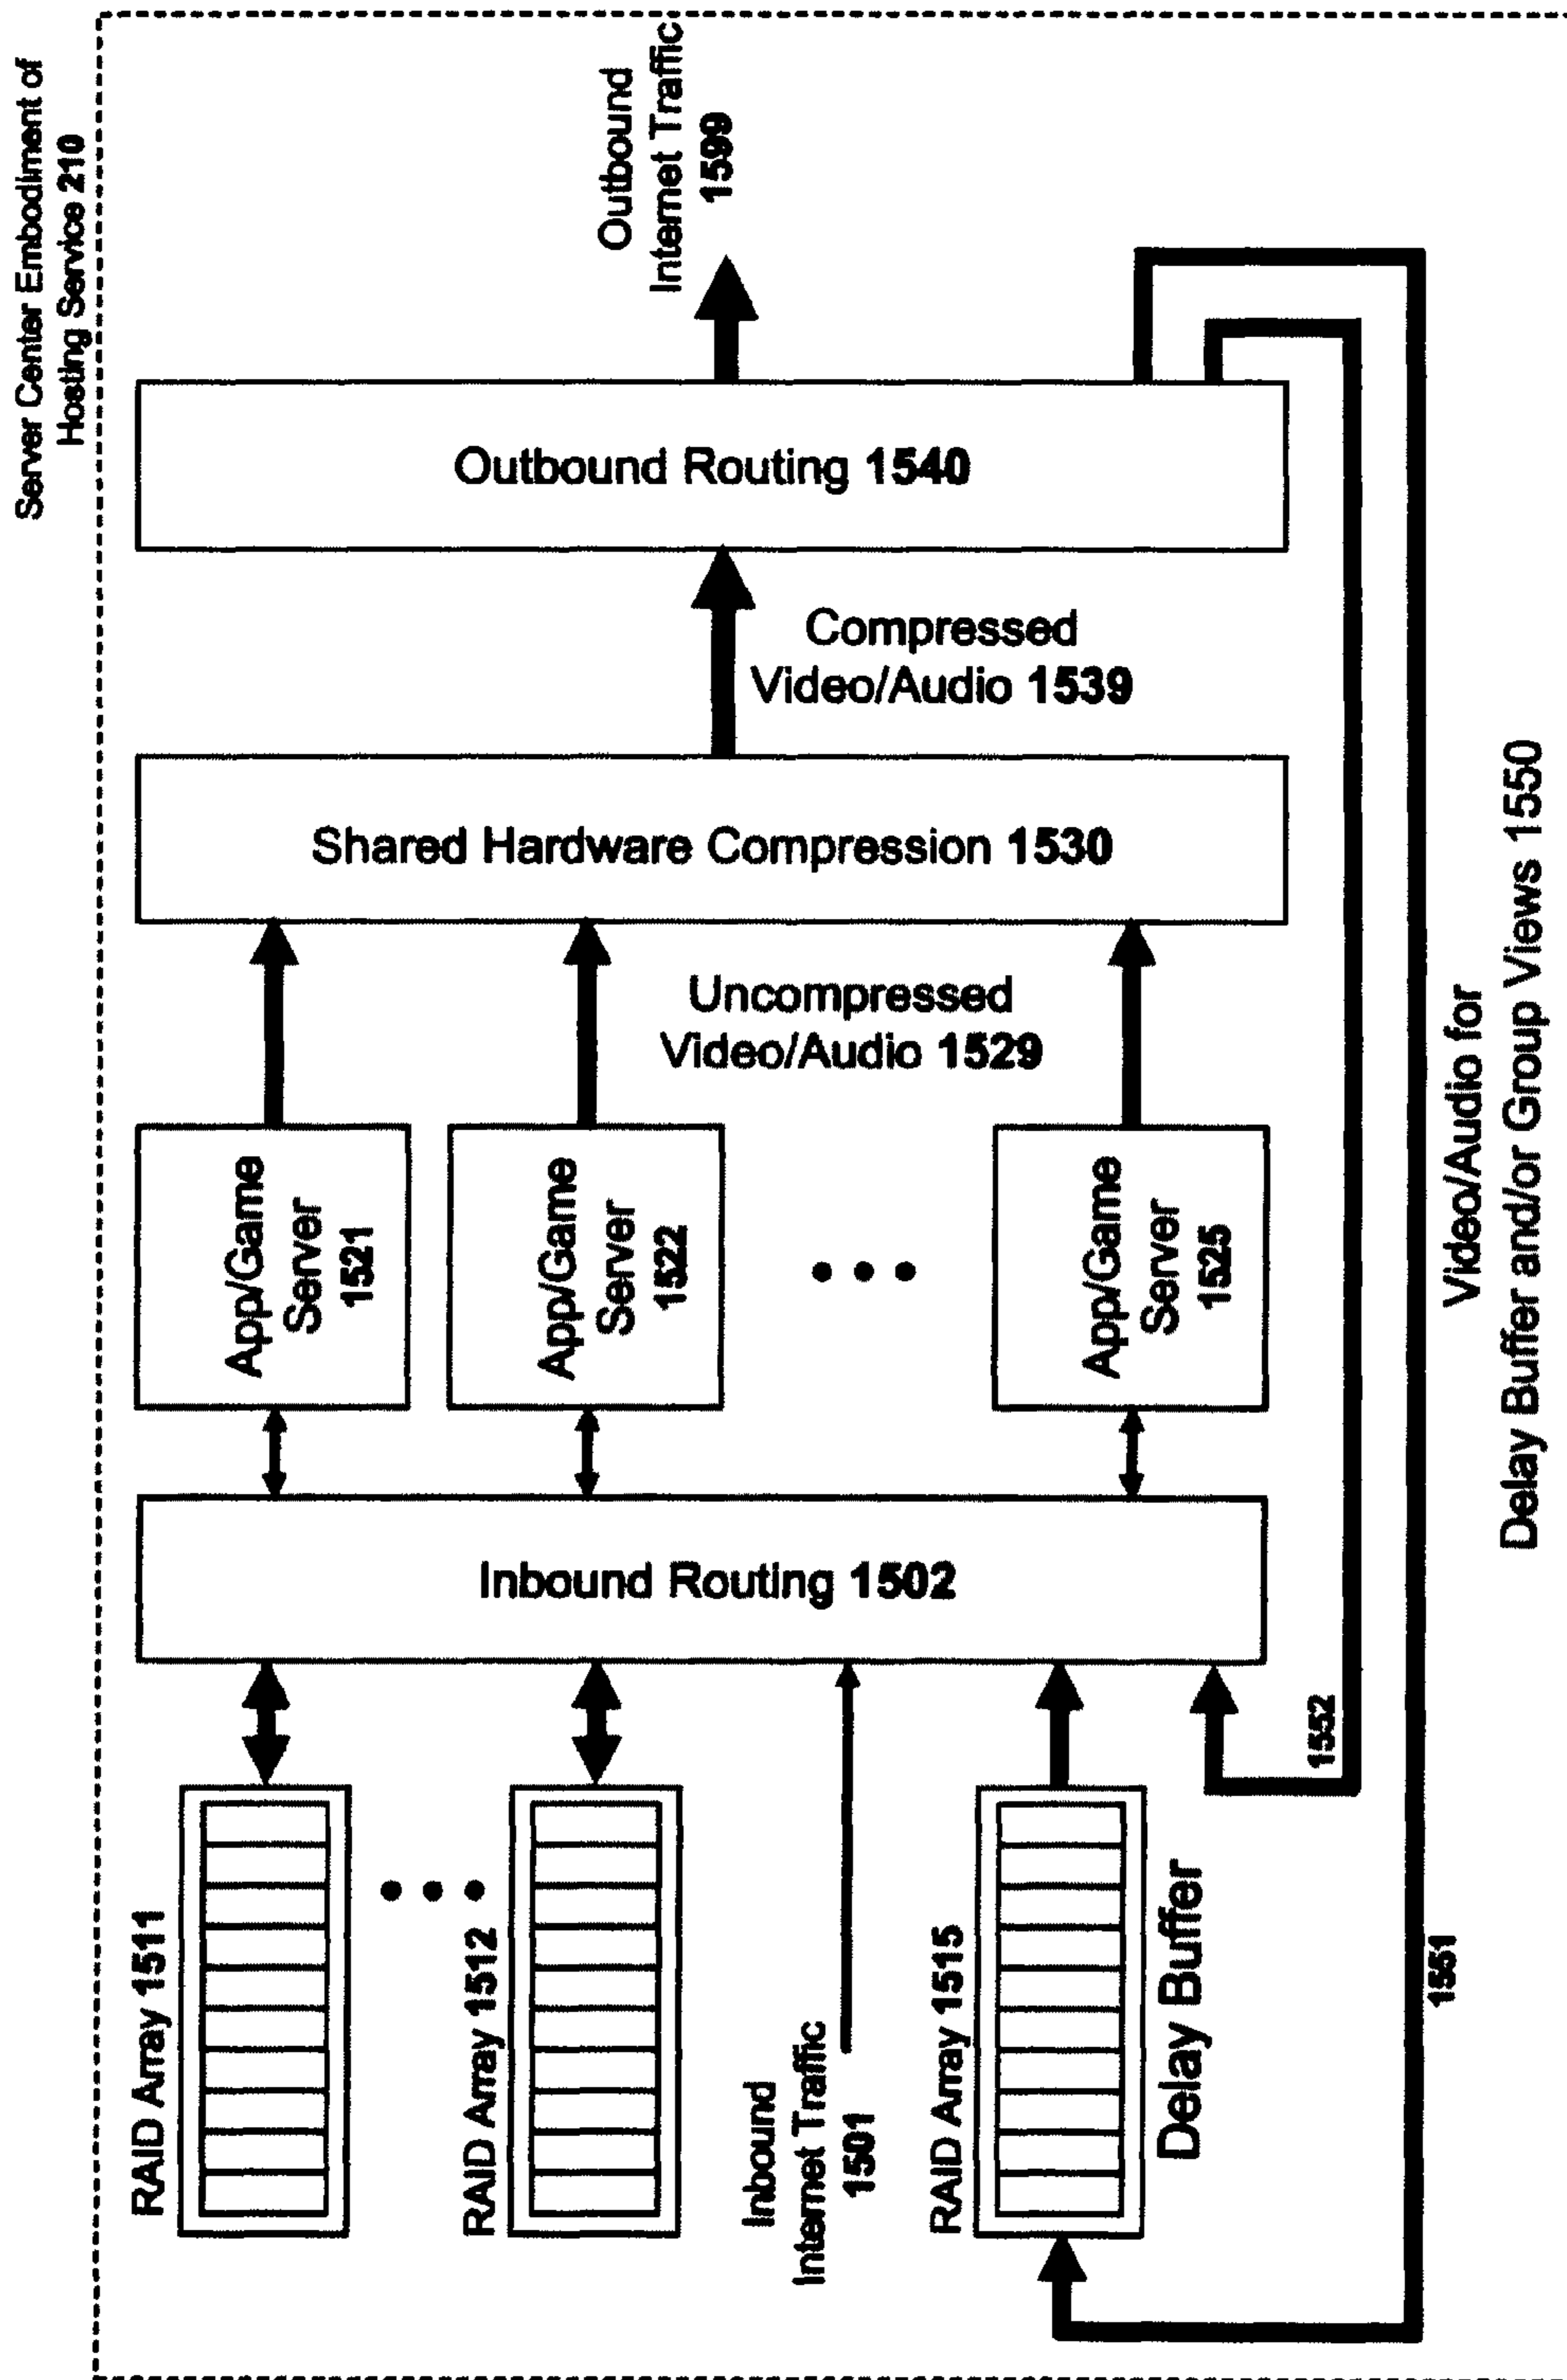 Server Center Embodiment of
Hosting Service 210
RAID Array 1511
RAID Array 1512
Inbound
Internet Traffic
1501
RAID Array 1515
Delay Buffer
Inbound Routing 1502
App/Game
Server
1521
App/Game
Server
1522
App/Game
Server
1525
Uncompressed
Video/Audio 1529
Shared Hardware Compression 1530
Compressed
Video/Audio 1539
Outbound Routing 1540
Outbound
Internet Traffic
1599
1552
1551
Video/Audio for
Delay Buffer and/or Group Views 1550